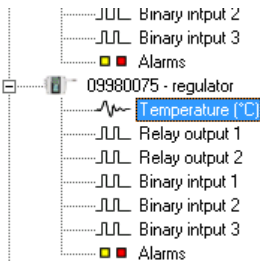 Binary intput 2
Binary intput 3
Alarms
09980075 - regulator
Temperature (°C)
Relay output 1
Relay output 2
Binary intput 1
Binary intput 2
Binary intput 3
Alarms